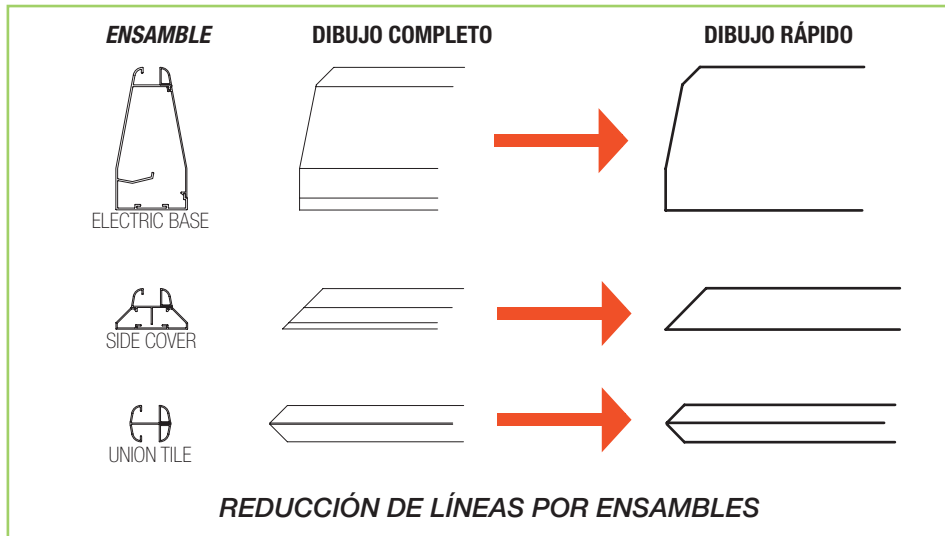 ENSAMBLE DIBUJO COMPLETO DIBUJO RÁPIDO
ELECTRIC BASE
SIDE COVER
UNION TILE
REDUCCIÓN DE LÍNEAS POR ENSAMBLES